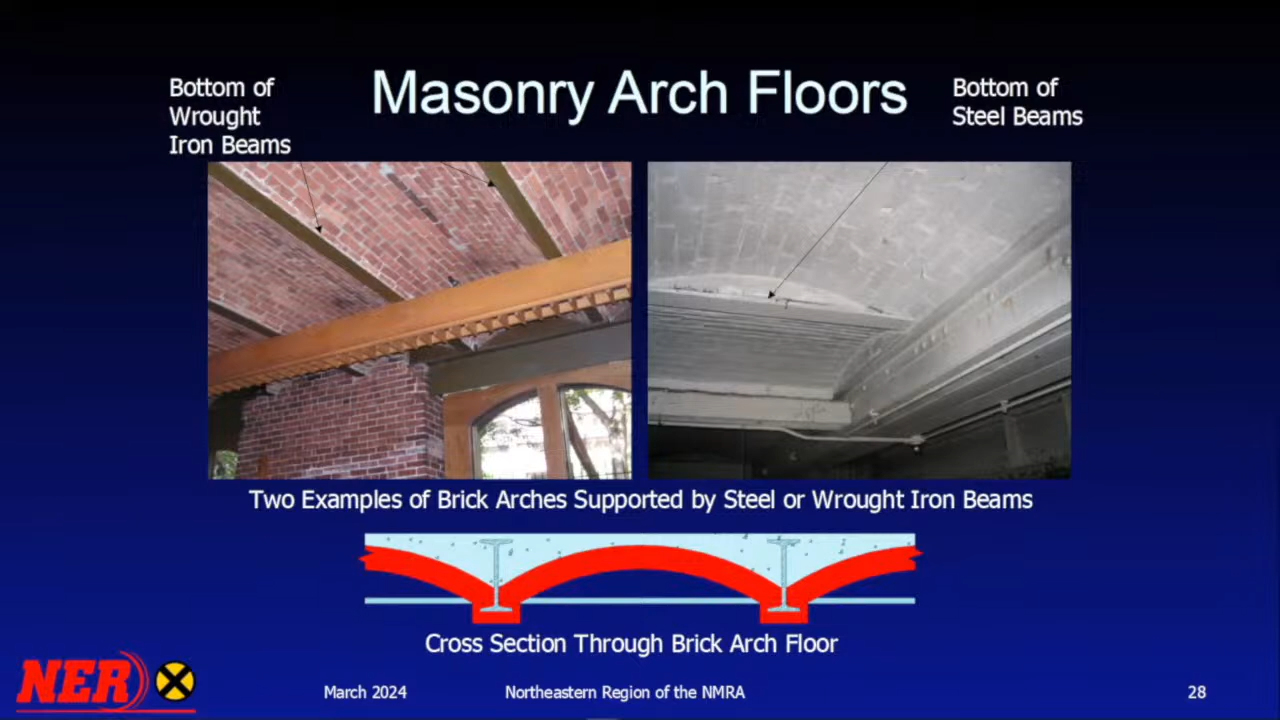 Masonry Arch Floors
Bottom of
Wrought
Iron Beams
Bottom of
Steel Beams
Two Examples of Brick Arches Supported by Steel or Wrought Iron Beams
Cross Section Through Brick Arch Floor
NER
March 2024
Northeastern Region of the NMRA
28